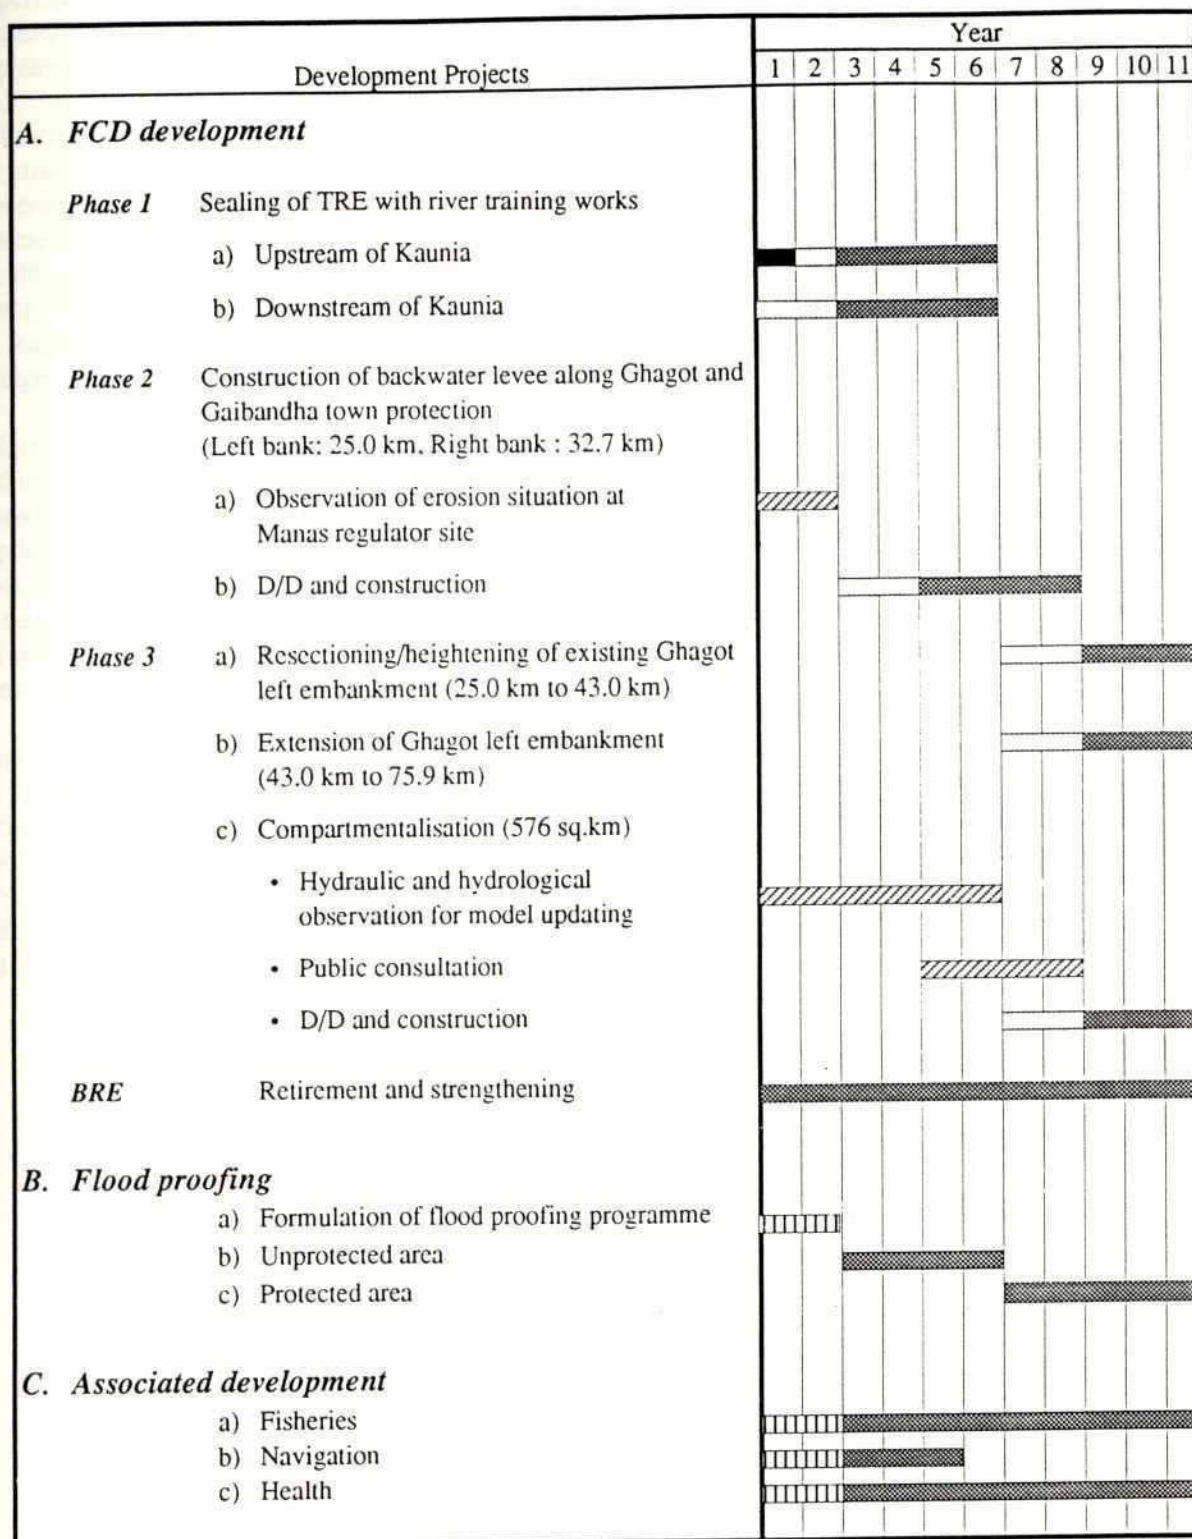 Year
Development Projects
1 2 3 4 5 6 7 8 9 10 11
A. FCD development
Phase 1 Sealing of TRE with river training works
a) Upstream of Kaunia
b) Downstream of Kaunia
Phase 2 Construction of backwater levee along Ghagot and
Gaibandha town protection
(Left bank: 25.0 km, Right bank : 32.7 km)
a) Observation of erosion situation at
Manas regulator site
b) D/D and construction
Phase 3 a) Resectioning/heightening of existing Ghagot
left embankment (25.0 km to 43.0 km)
b) Extension of Ghagot left embankment
(43.0 km to 75.9 km)
c) Compartmentalisation (576 sq.km)
• Hydraulic and hydrological
observation for model updating
• Public consultation
• D/D and construction
BRE Retirement and strengthening
B. Flood proofing
a) Formulation of flood proofing programme
b) Unprotected area
c) Protected area
C. Associated development
a) Fisheries
b) Navigation
c) Health